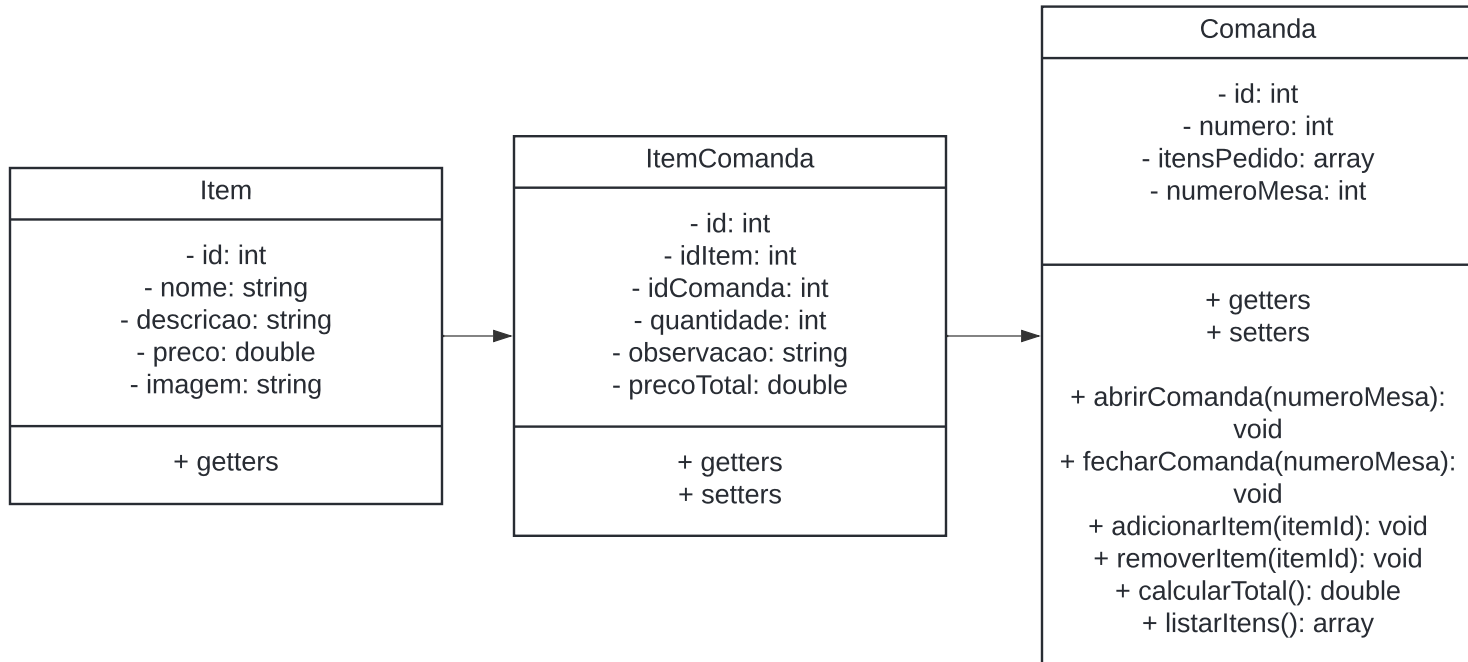 Item
- id: int
- nome: string
- descricao: string
- preco: double
- imagem: string
+ getters
ItemComanda
- id: int
- idItem: int
- idComanda: int
- quantidade: int
- observacao: string
- precoTotal: double
+ getters
+ setters
Comanda
- id: int
- numero: int
- itensPedido: array
- numeroMesa: int
+ getters
+ setters
+ abrirComanda(numeroMesa):
void
+ fecharComanda(numeroMesa):
void
+ adicionarItem(itemId): void
+ removerItem(itemId): void
+ calcularTotal(): double
+ listarItens(): array